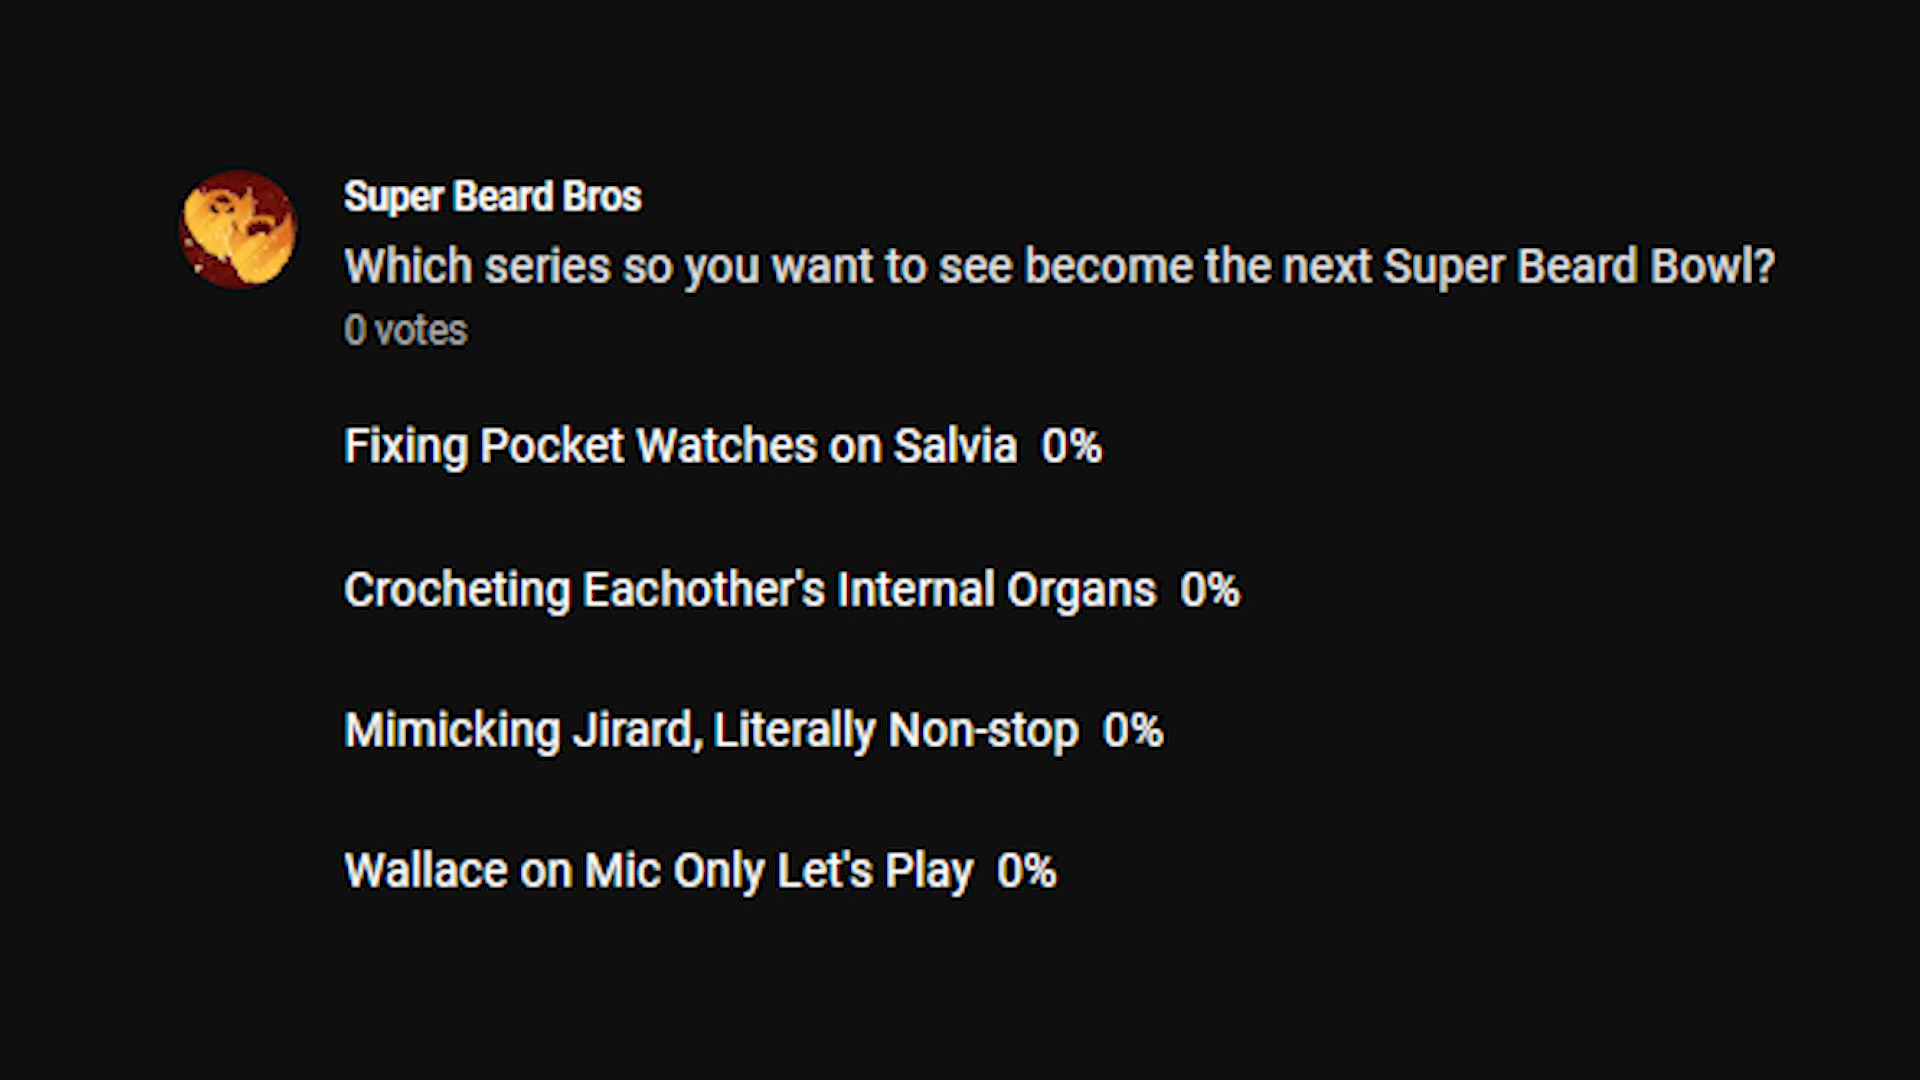 Super Beard Bros
Which series so you want to see become the next Super Beard Bowl?
0 votes
Fixing Pocket Watches on Salvia 0%
Crocheting Eachother's Internal Organs 0%
Mimicking Jirard, Literally Non-stop 0%
Wallace on Mic Only Let's Play 0%